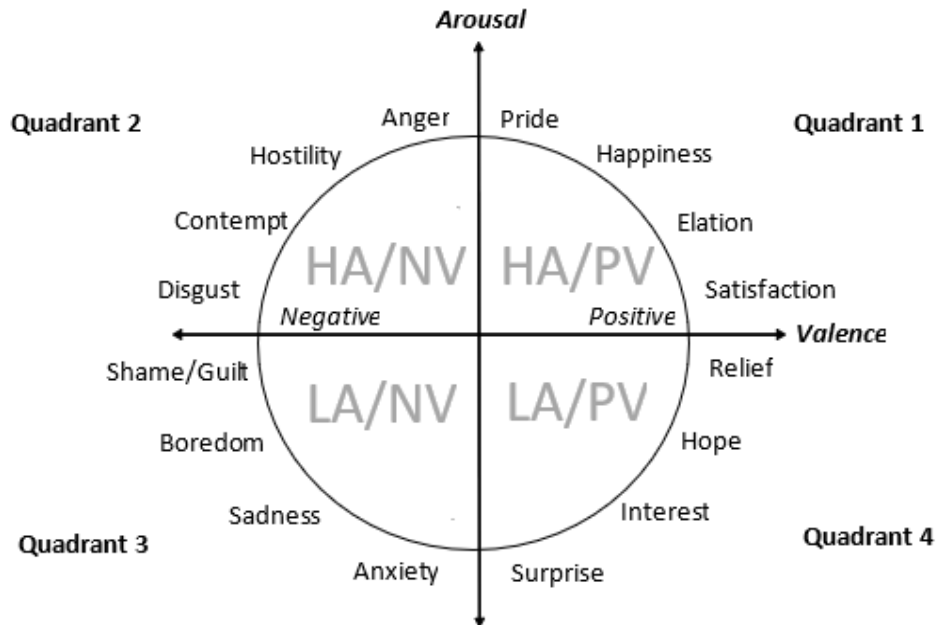 Arousal
Quadrant 2
Anger
Pride
Quadrant 1
Hostility
Happiness
Contempt
Elation
HA/NV
HA/PV
Disgust
Satisfaction
Negative
Positive
Valence
Shame/Guilt
Relief
LA/NV
LA/PV
Boredom
Hope
Sadness
Interest
Quadrant 3
Quadrant 4
Anxiety
Surprise